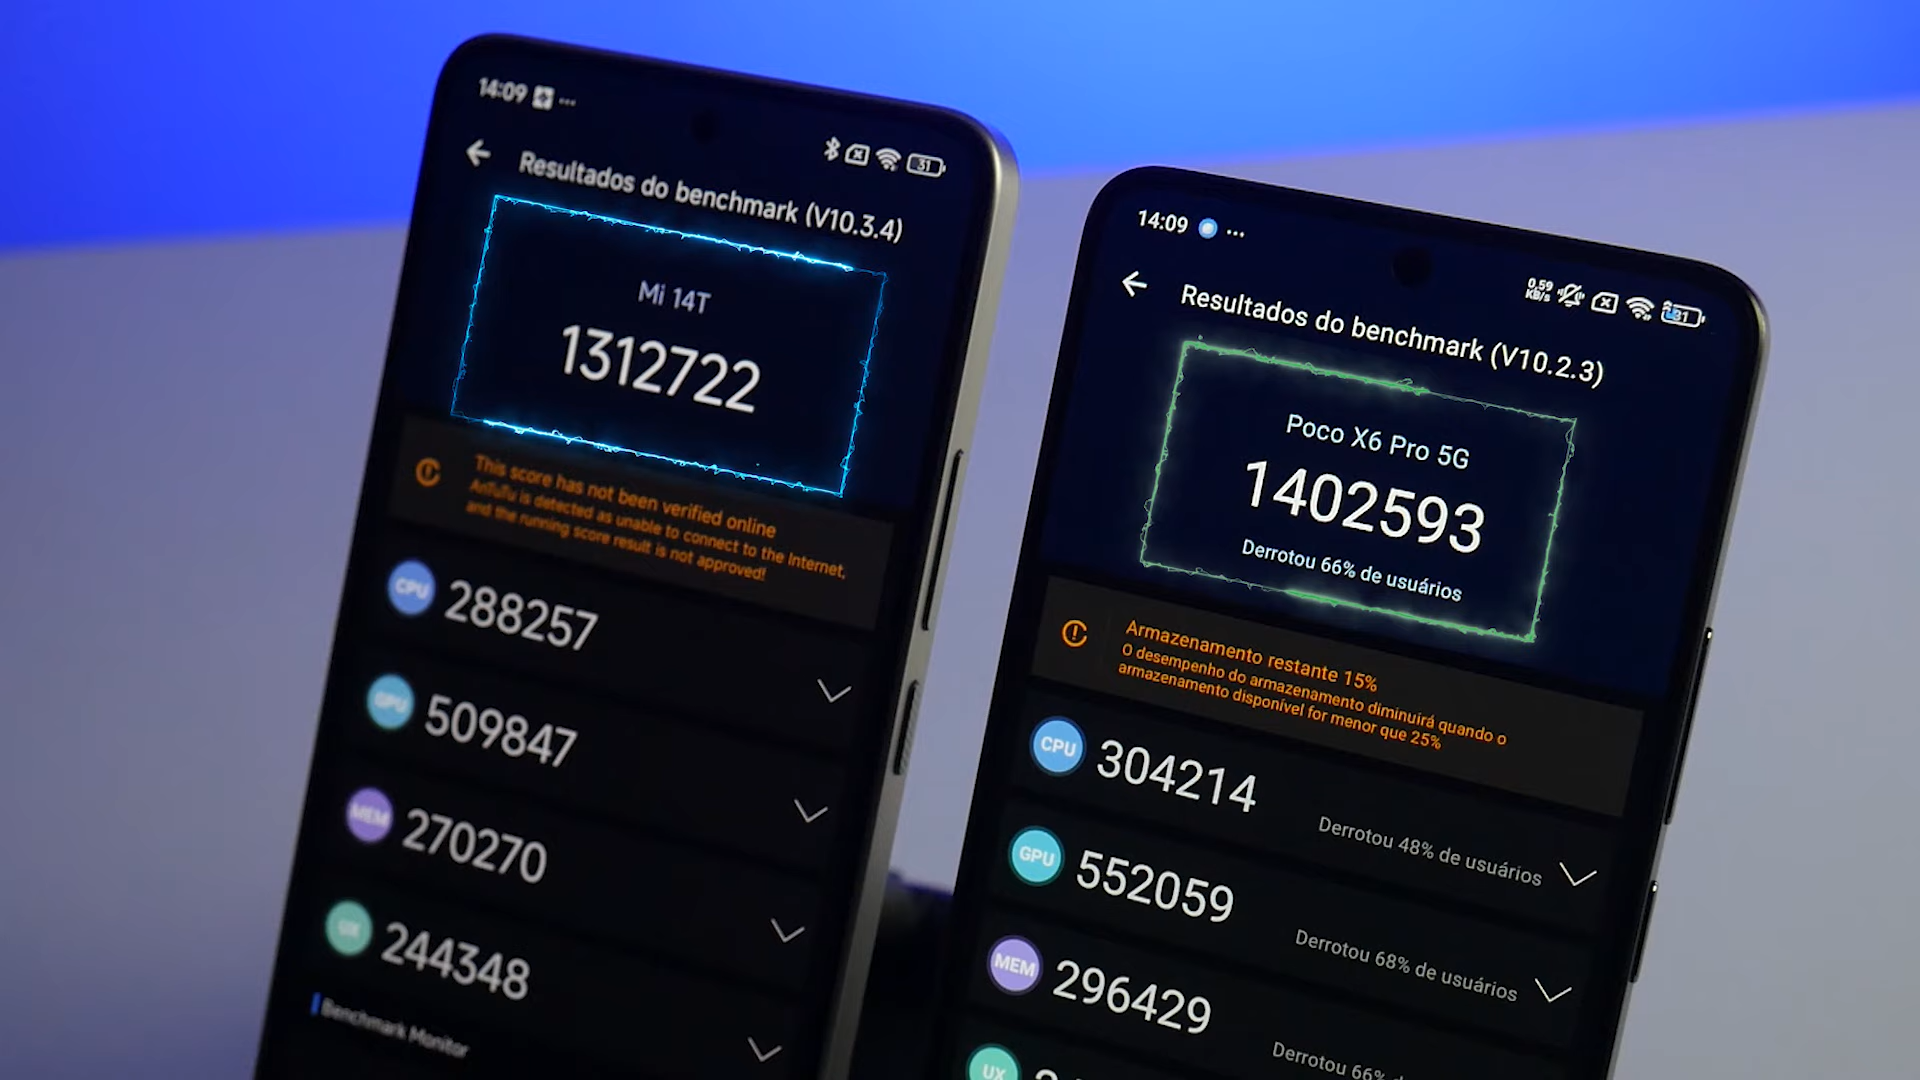 14:09 ...
31
Resultados do benchmark (V10.3.4)
Mi 14T
1312722
This score has not been verified online
AnTuTu is detected as unable to connect to the Internet,
and the running score result is not approved!
CPU 288257
GPU 509847
MEM 270270
UX 244348
Benchmark Monitor
14:09 ...
0,59
KB/s
31
Resultados do benchmark (V10.2.3)
Poco X6 Pro 5G
1402593
Derrotou 66% de usuários
Armazenamento restante 15%
O desempenho do armazenamento diminuirá quando o
armazenamento disponível for menor que 25%
CPU 304214
Derrotou 48% de usuários
GPU 552059
Derrotou 68% de usuários
MEM 296429
Derrotou 66%
UX